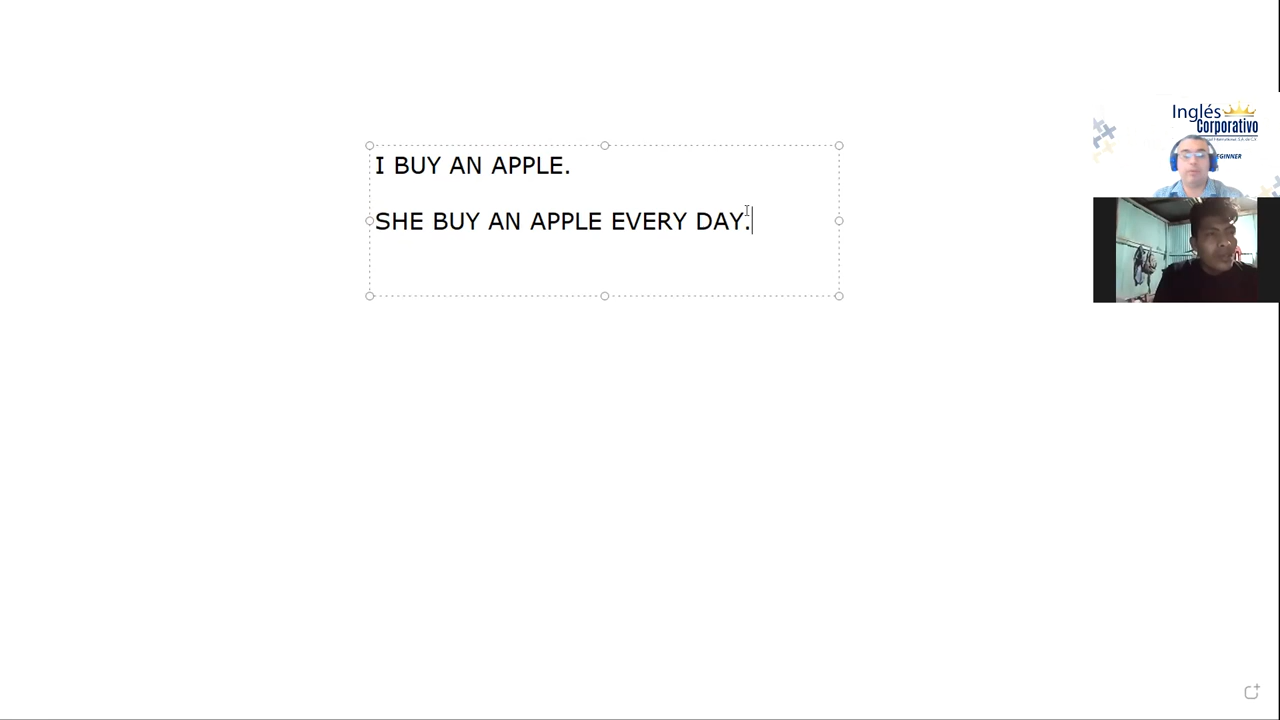 I BUY AN APPLE.
SHE BUY AN APPLE EVERY DAY.
Inglés
Corporativo